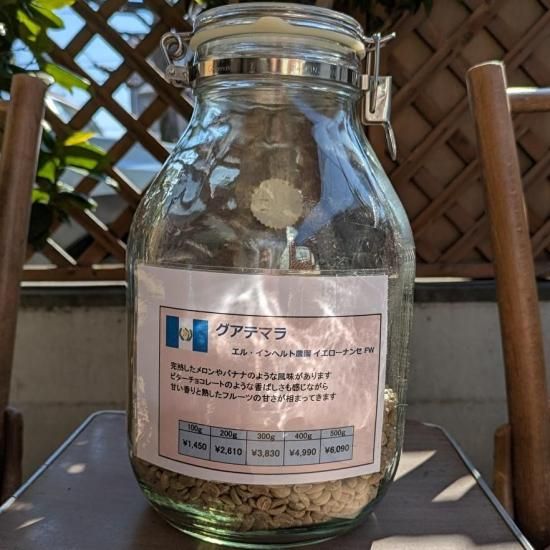 グアテマラ
エル・インヘルト農園 イエローナンセ FW
完熟したメロンやバナナのような風味があります
ビターチョコレートのような香ばしさも感じながら
甘い香りと熟したフルーツの甘さが相まってきます
100g 200g 300g 400g 500g
¥1,450 ¥2,610 ¥3,830 ¥4,990 ¥6,090